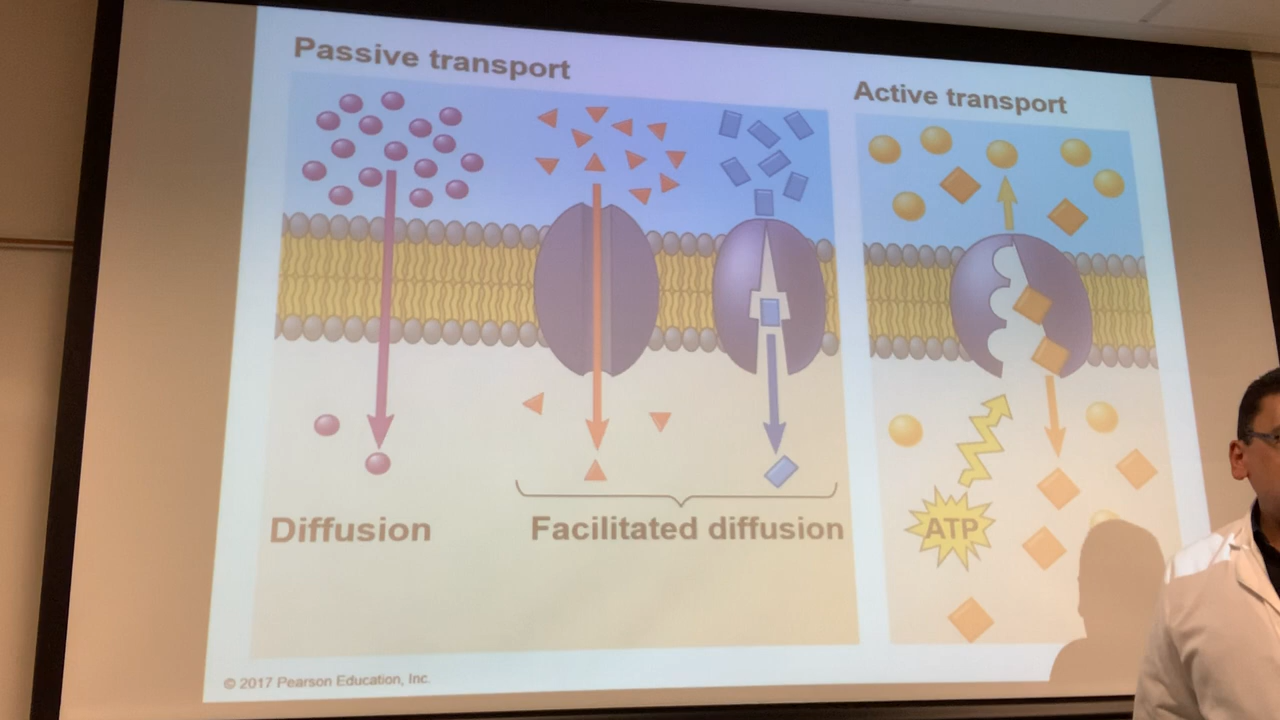 Passive transport
Active transport
Diffusion
Facilitated diffusion
ATP
© 2017 Pearson Education, Inc.